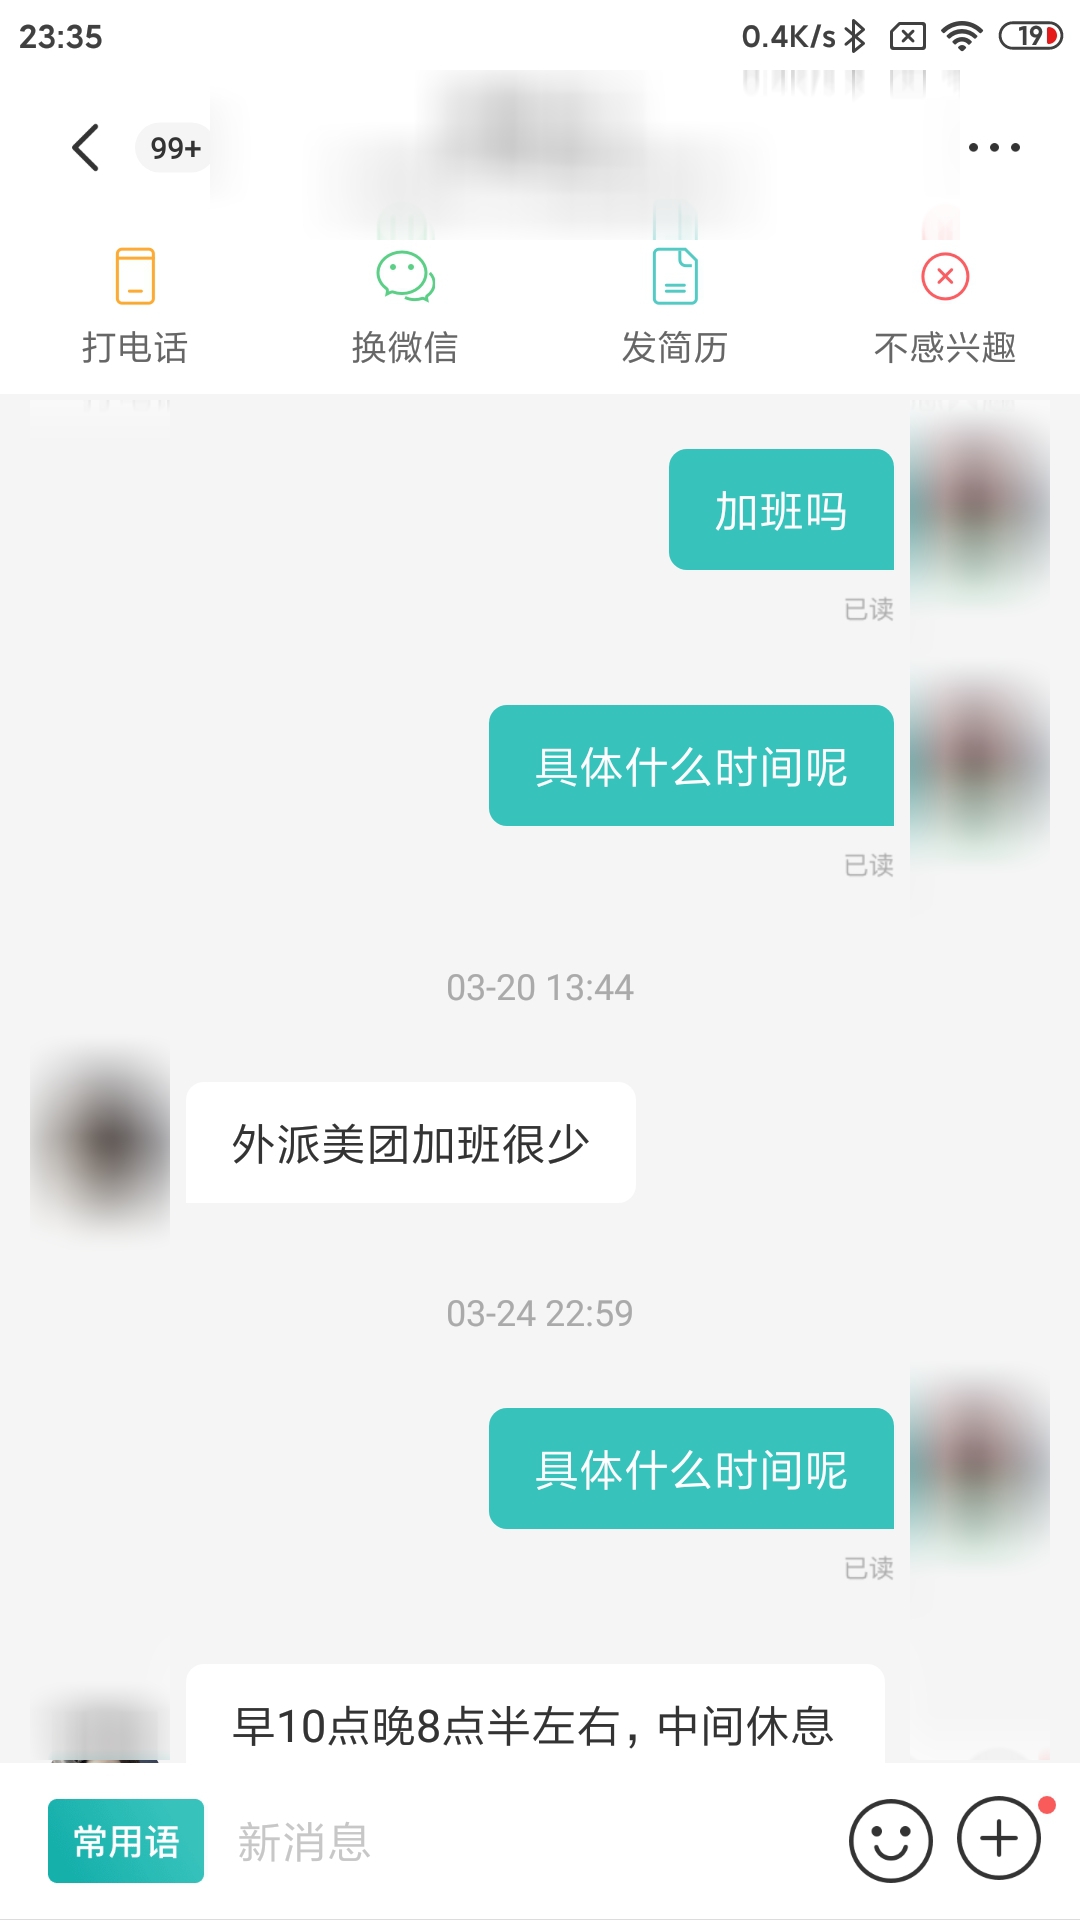 23:35
0.4K/s
19
99+
打电话
换微信
发简历
不感兴趣
加班吗
已读
具体什么时间呢
已读
03-20 13:44
外派美团加班很少
03-24 22:59
具体什么时间呢
已读
早10点晚8点半左右，中间休息
常用语
新消息